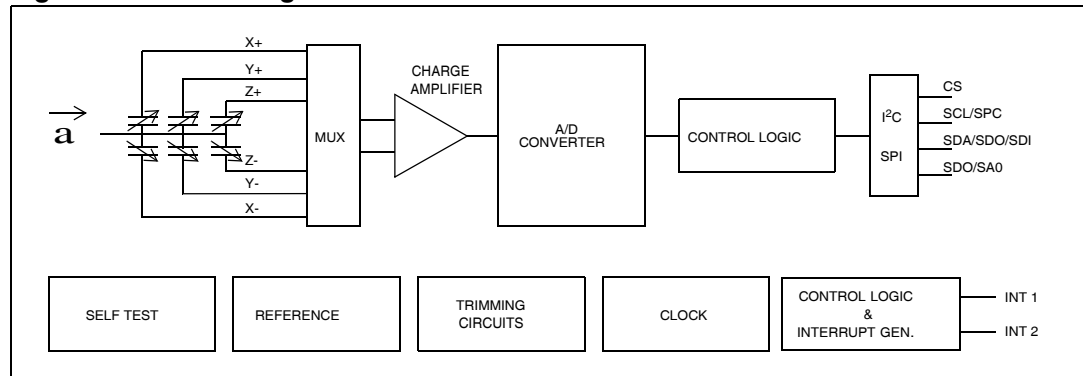 X+
Y+
Z+
a
Z-
Y-
X-
MUX
CHARGE
AMPLIFIER
A/D
CONVERTER
CONTROL LOGIC
I²C
SPI
CS
SCL/SPC
SDA/SDO/SDI
SDO/SA0
SELF TEST
REFERENCE
TRIMMING
CIRCUITS
CLOCK
CONTROL LOGIC
&
INTERRUPT GEN.
INT 1
INT 2